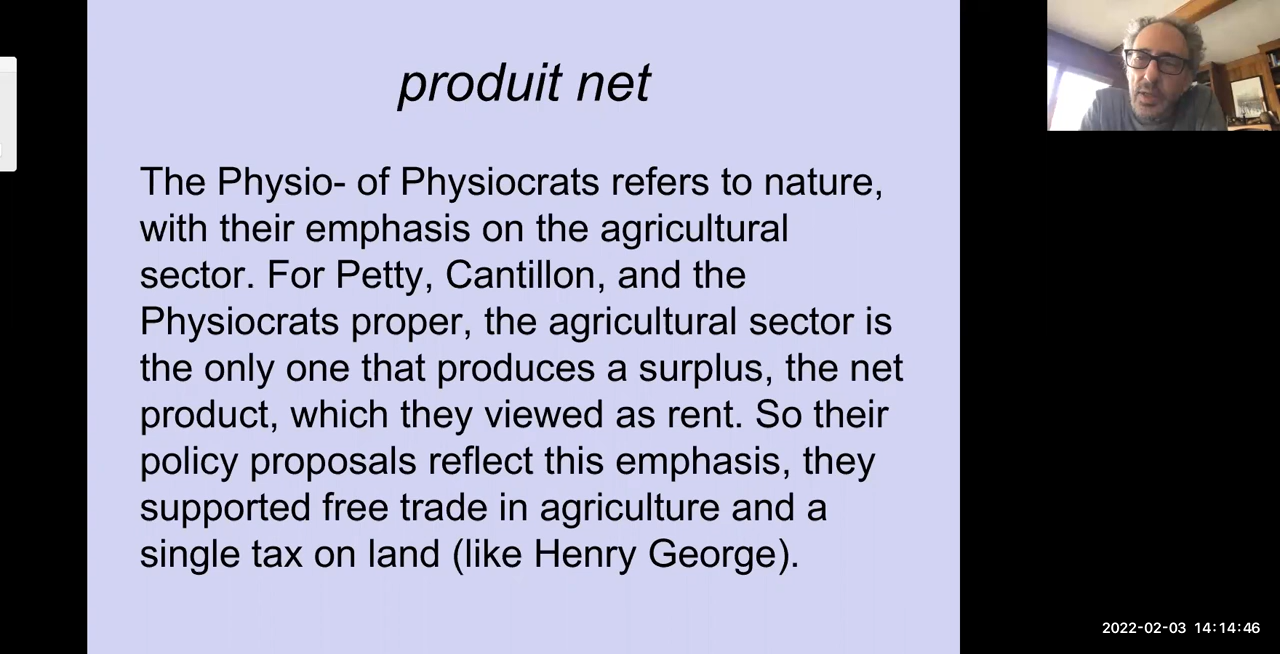 produit net
The Physio- of Physiocrats refers to nature,
with their emphasis on the agricultural
sector. For Petty, Cantillon, and the
Physiocrats proper, the agricultural sector is
the only one that produces a surplus, the net
product, which they viewed as rent. So their
policy proposals reflect this emphasis, they
supported free trade in agriculture and a
single tax on land (like Henry George).
2022-02-03 14:14:46